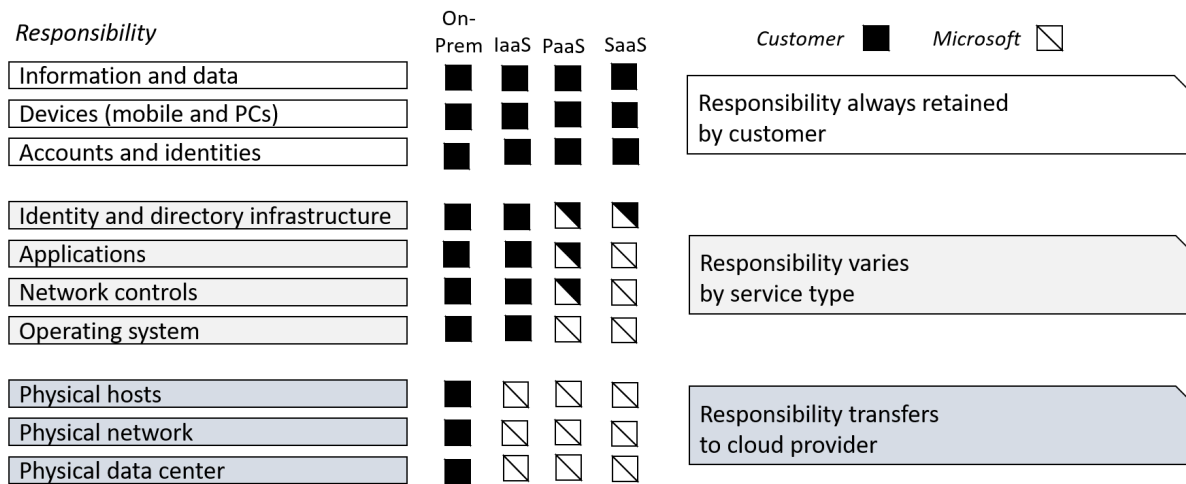 Responsibility
On-
Prem IaaS PaaS SaaS
Customer Microsoft
Information and data
Devices (mobile and PCs)
Accounts and identities
Responsibility always retained
by customer
Identity and directory infrastructure
Applications
Network controls
Operating system
Responsibility varies
by service type
Physical hosts
Physical network
Physical data center
Responsibility transfers
to cloud provider